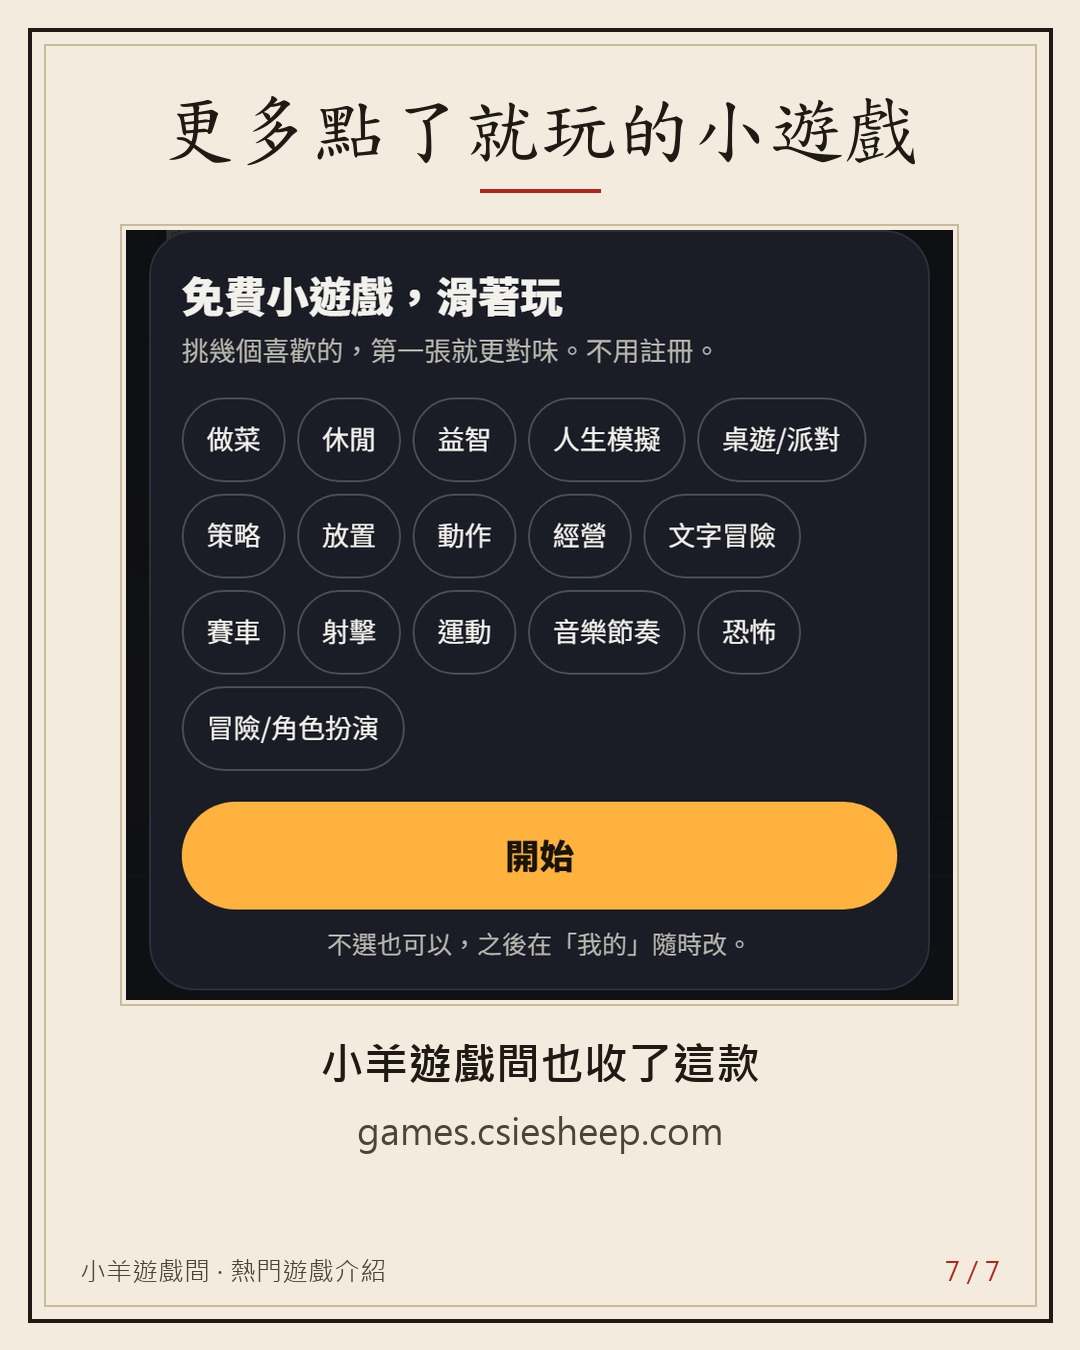 更多點了就玩的小遊戲
免費小遊戲，滑著玩
挑幾個喜歡的，第一張就更對味。不用註冊。
做菜 休閒 益智 人生模擬 桌遊/派對
策略 放置 動作 經營 文字冒險
賽車 射擊 運動 音樂節奏 恐怖
冒險/角色扮演
開始
不選也可以，之後在「我的」隨時改。
小羊遊戲間也收了這款
games.csiesheep.com
小羊遊戲間 · 熱門遊戲介紹
7 / 7